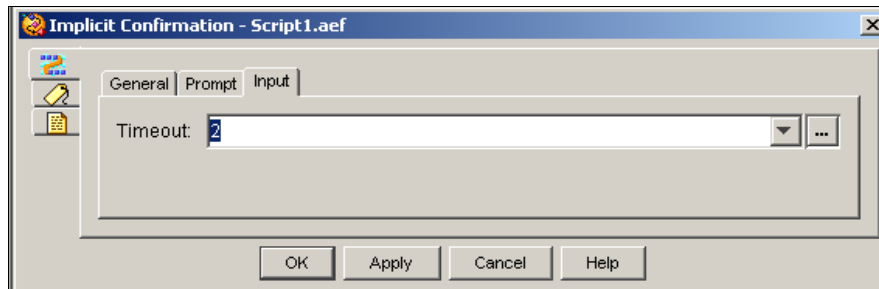 Implicit Confirmation - Script1.aef
General Prompt Input
Timeout: 2 ...
OK Apply Cancel Help